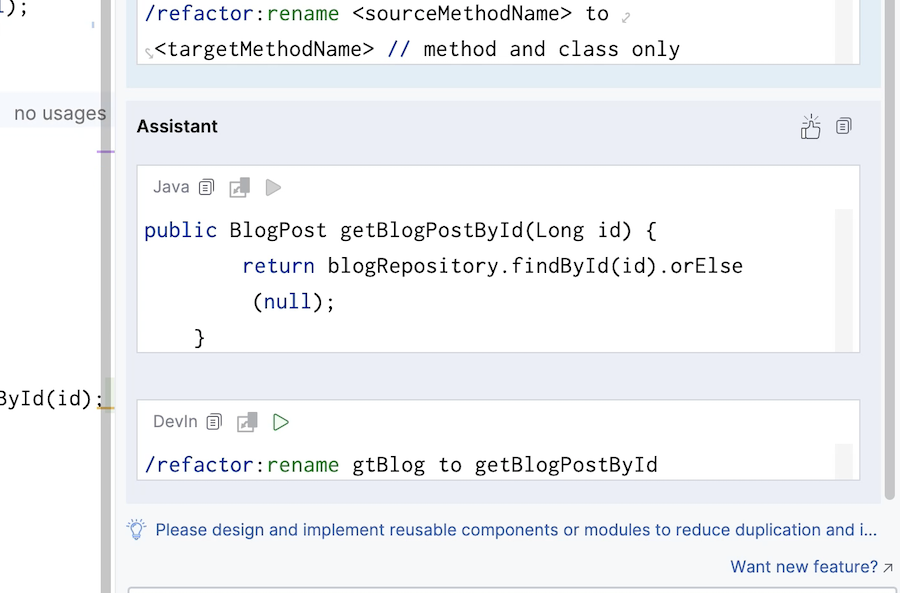 );
/refactor:rename <sourceMethodName> to
<targetMethodName> // method and class only
no usages
Assistant
Java
public BlogPost getBlogPostById(Long id) {
return blogRepository.findById(id).orElse
(null);
}
ById(id);
DevIn
/refactor:rename gtBlog to getBlogPostById
Please design and implement reusable components or modules to reduce duplication and i...
Want new feature? ↗